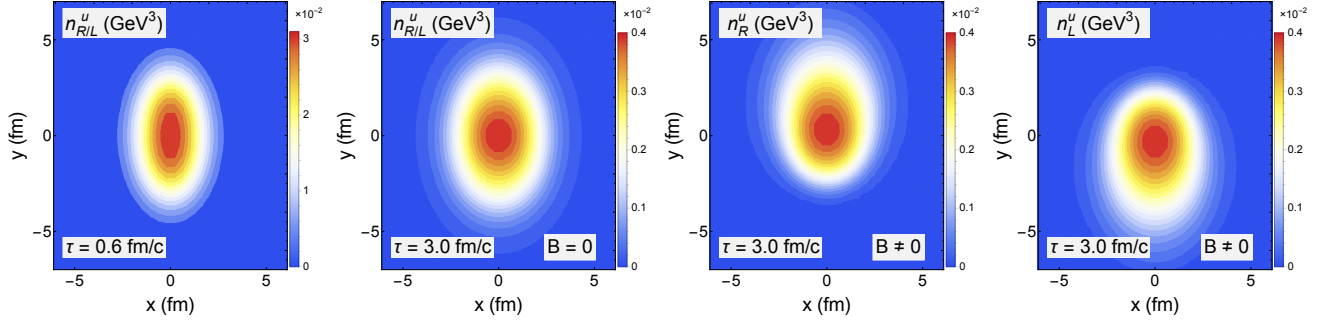 n_{R/L}^u (GeV³)
×10⁻²
5
0
-5
y (fm)
τ = 0.6 fm/c
3
2
1
0
-5 0 5
x (fm)
n_{R/L}^u (GeV³)
×10⁻²
5
0
-5
y (fm)
τ = 3.0 fm/c B = 0
0.4
0.3
0.2
0.1
0
-5 0 5
x (fm)
n_R^u (GeV³)
×10⁻²
5
0
-5
y (fm)
τ = 3.0 fm/c B ≠ 0
0.4
0.3
0.2
0.1
0
-5 0 5
x (fm)
n_L^u (GeV³)
×10⁻²
5
0
-5
y (fm)
τ = 3.0 fm/c B ≠ 0
0.4
0.3
0.2
0.1
0
-5 0 5
x (fm)